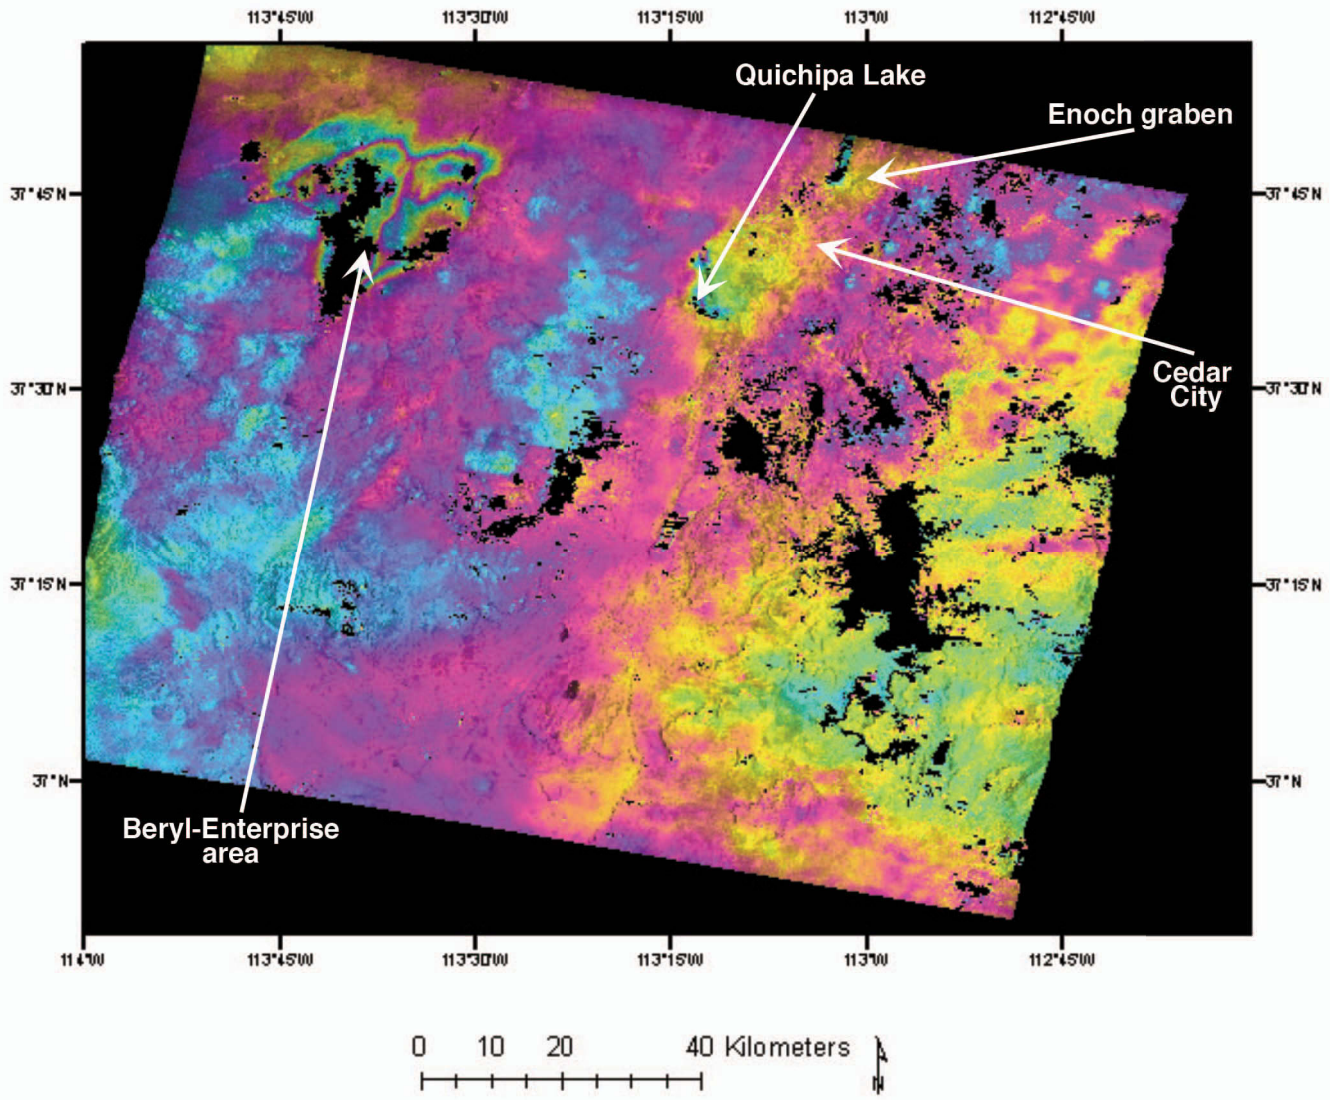 113°45'W 113°30'W 113°15'W 113°W 112°45'W
Quichipa Lake
Enoch graben
37°45'N 37°45'N
Cedar
City
37°30'N 37°30'N
37°15'N 37°15'N
37°N 37°N
Beryl-Enterprise
area
114°W 113°45'W 113°30'W 113°15'W 113°W 112°45'W
0 10 20 40 Kilometers
N